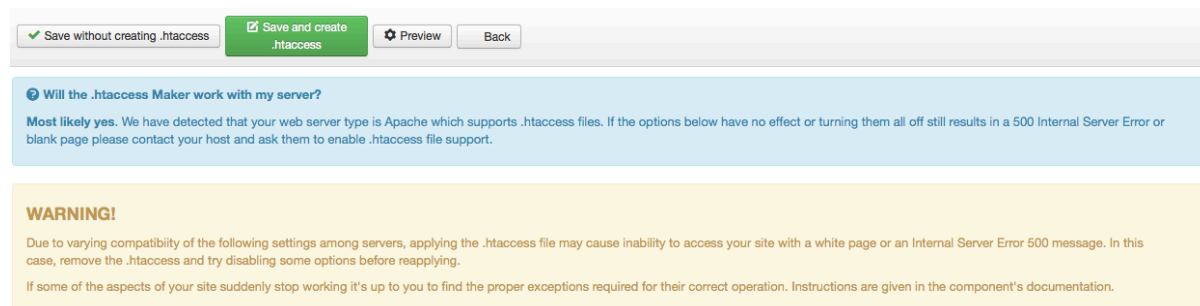 Save without creating .htaccess
Save and create
.htaccess
Preview
Back
Will the .htaccess Maker work with my server?
Most likely yes. We have detected that your web server type is Apache which supports .htaccess files. If the options below have no effect or turning them all off still results in a 500 Internal Server Error or
blank page please contact your host and ask them to enable .htaccess file support.
WARNING!
Due to varying compatibiity of the following settings among servers, applying the .htaccess file may cause inability to access your site with a white page or an Internal Server Error 500 message. In this
case, remove the .htaccess and try disabling some options before reapplying.
If some of the aspects of your site suddenly stop working it's up to you to find the proper exceptions required for their correct operation. Instructions are given in the component's documentation.